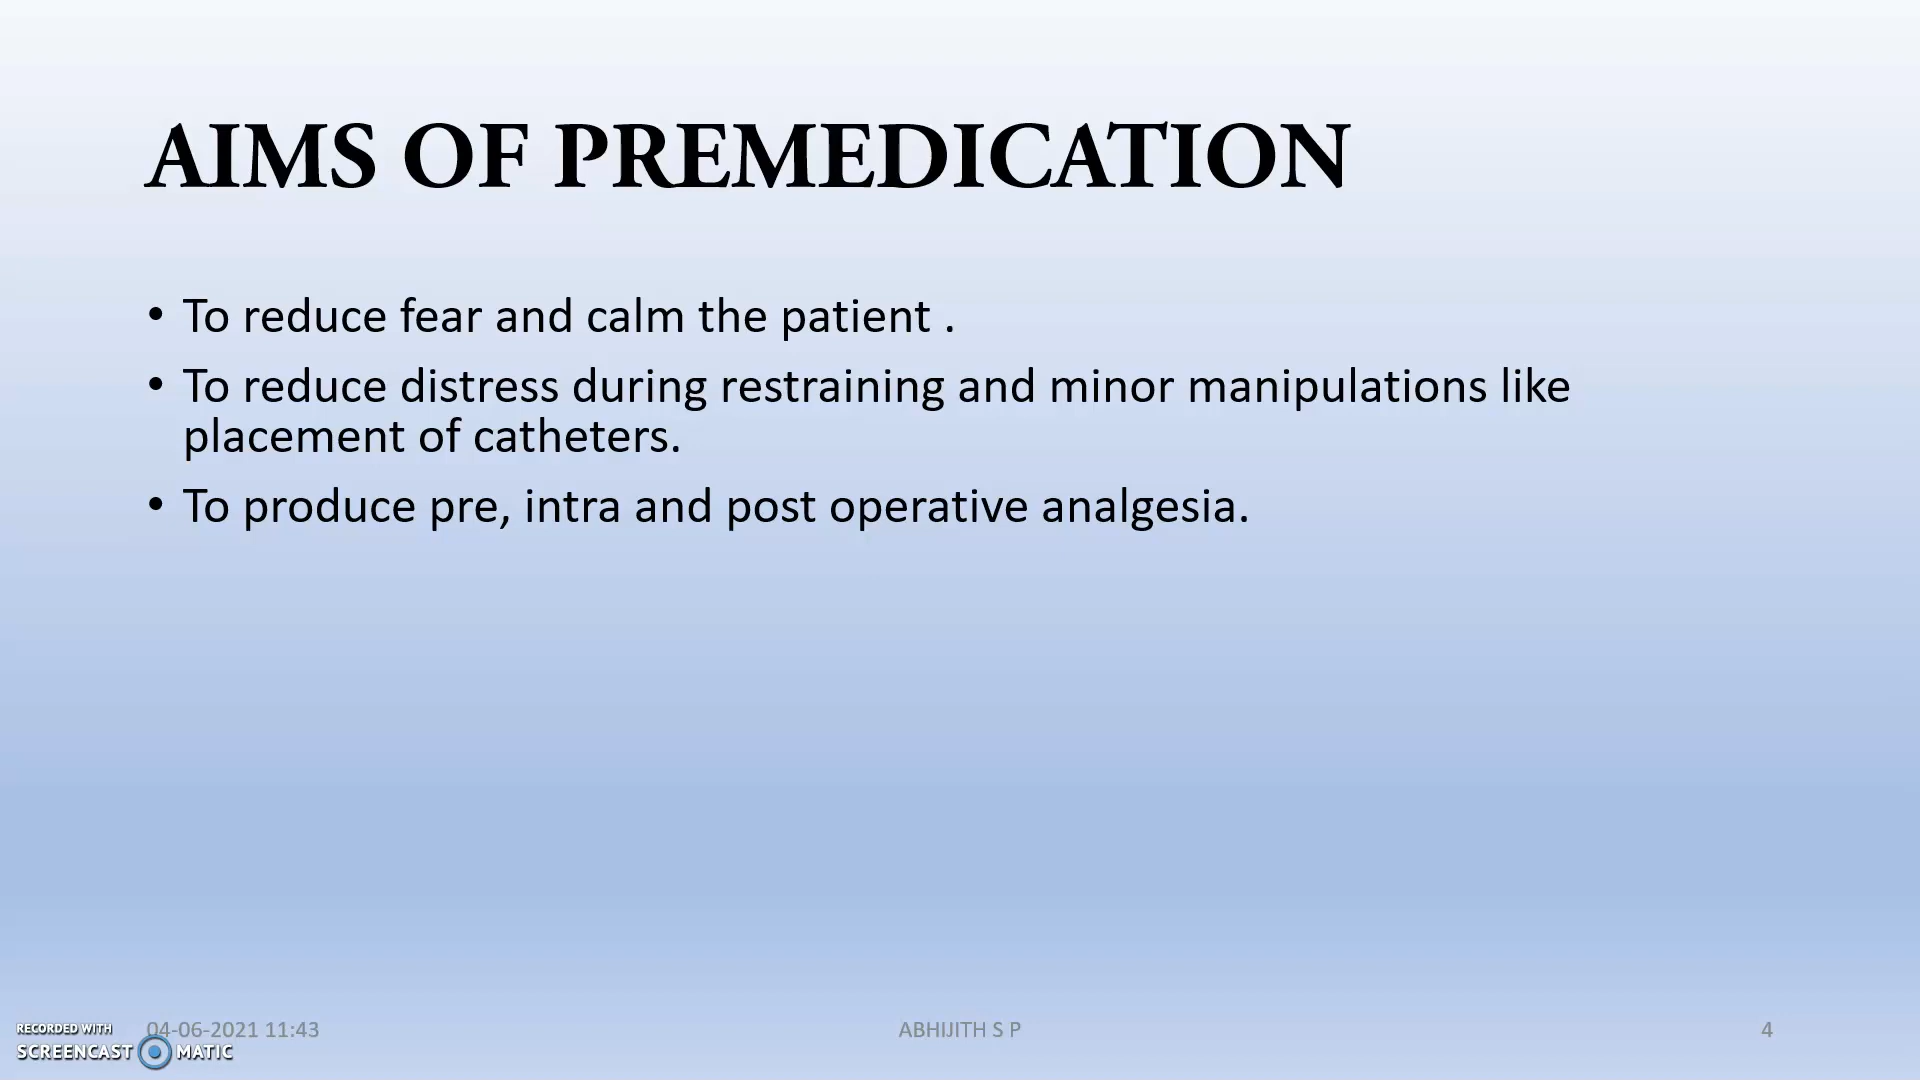 AIMS OF PREMEDICATION
• To reduce fear and calm the patient .
• To reduce distress during restraining and minor manipulations like
placement of catheters.
• To produce pre, intra and post operative analgesia.
RECORDED WITH
SCREENCAST MATIC
04-06-2021 11:43
ABHIJITH S P
4